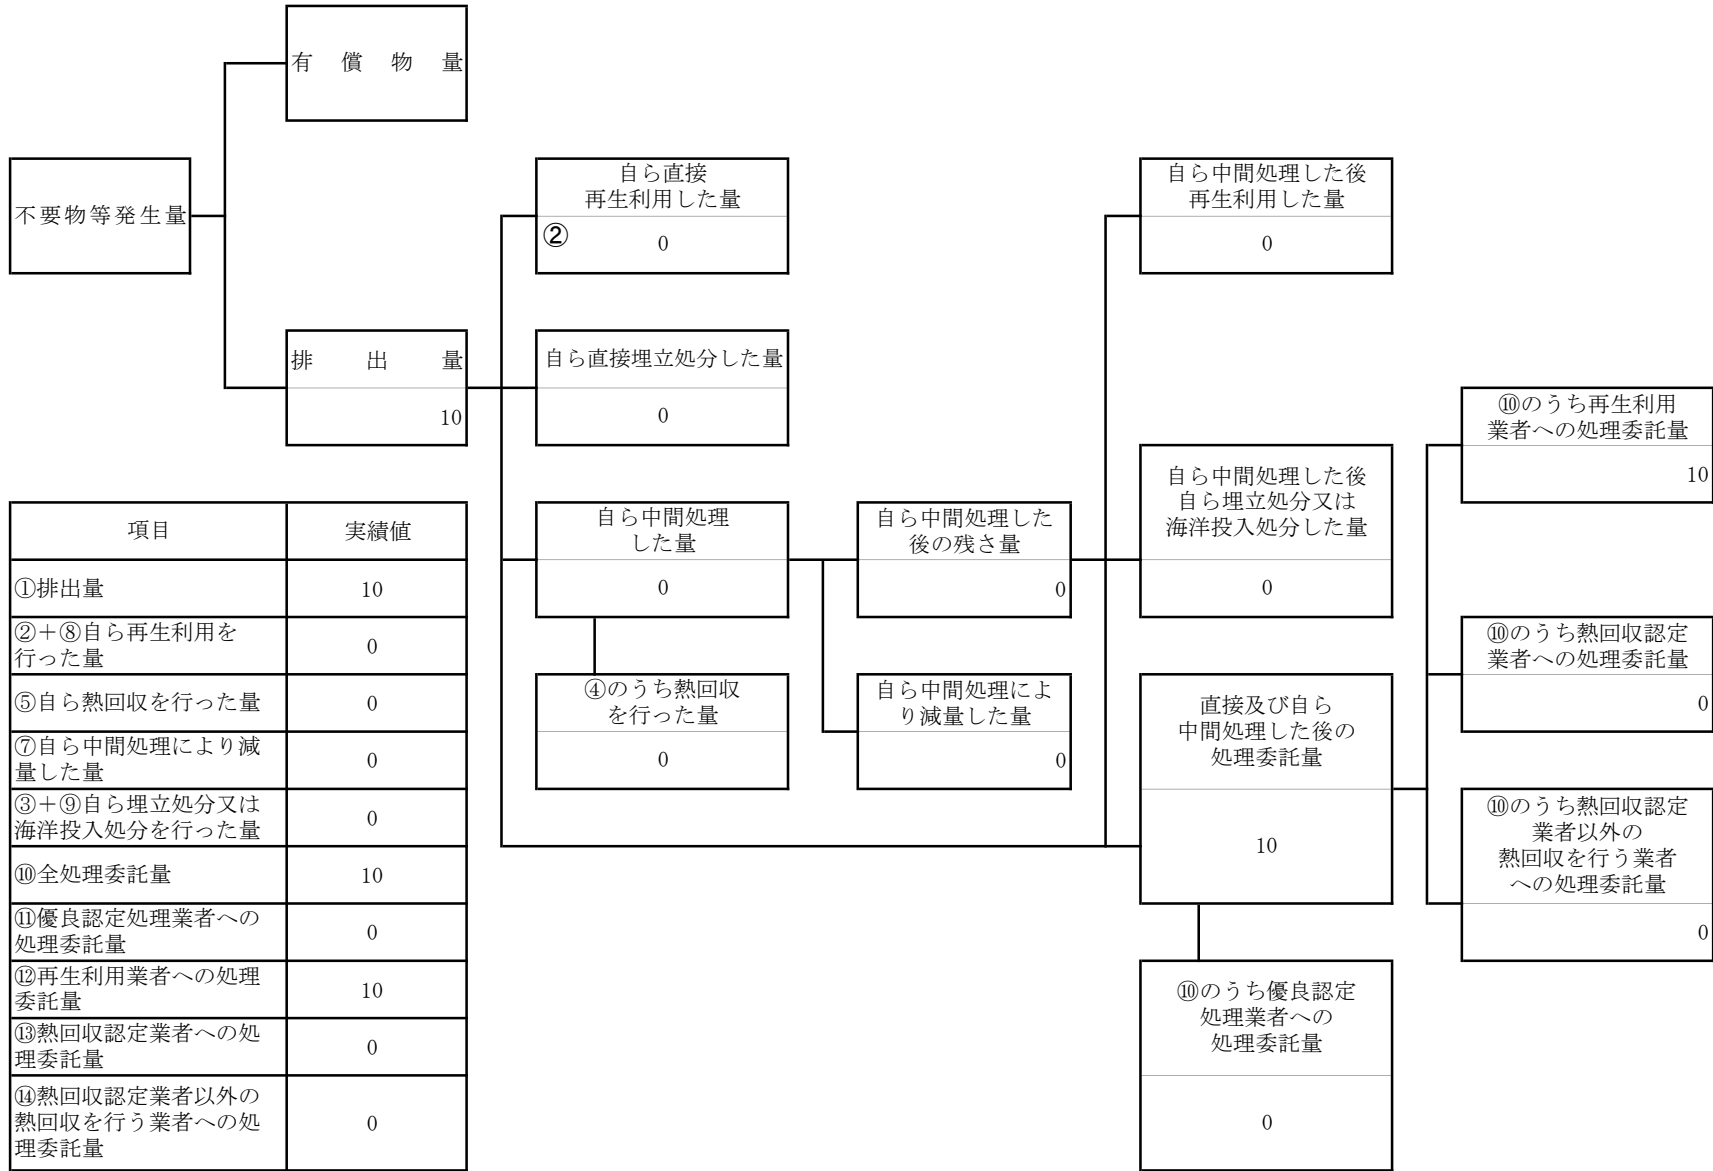 有償物量
不要物等発生量
自ら直接
再生利用した量
②
0
自ら中間処理した後
再生利用した量
0
排出量
10
自ら直接埋立処分した量
0
⑩のうち再生利用
業者への処理委託量
10
自ら中間処理
した量
0
自ら中間処理した
後の残さ量
0
自ら中間処理した後
自ら埋立処分又は
海洋投入処分した量
0
⑩のうち熱回収認定
業者への処理委託量
0
④のうち熱回収
を行った量
0
自ら中間処理によ
り減量した量
0
直接及び自ら
中間処理した後の
処理委託量
10
⑩のうち熱回収認定
業者以外の
熱回収を行う業者
への処理委託量
0
⑩のうち優良認定
処理業者への
処理委託量
0
項目 実績値
①排出量 10
②+⑧自ら再生利用を
行った量 0
⑤自ら熱回収を行った量 0
⑦自ら中間処理により減
量した量 0
③+⑨自ら埋立処分又は
海洋投入処分を行った量 0
⑩全処理委託量 10
⑪優良認定処理業者への
処理委託量 0
⑫再生利用業者への処理
委託量 10
⑬熱回収認定業者への処
理委託量 0
⑭熱回収認定業者以外の
熱回収を行う業者への処
理委託量 0